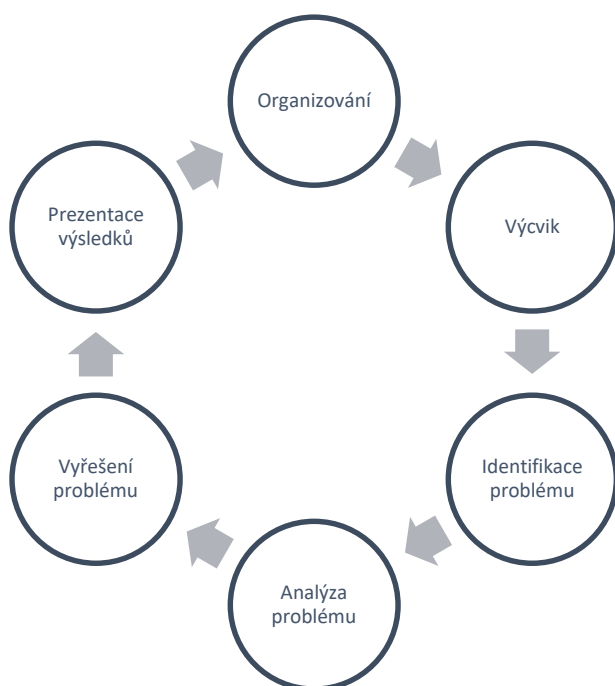 Organizování
Výcvik
Identifikace
problému
Analýza
problému
Vyřešení
problému
Prezentace
výsledků